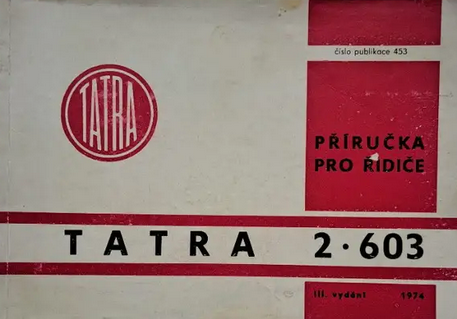 číslo publikace 453
TATRA
PŘÍRUČKA
PRO ŘIDIČE
TATRA 2·603
III. vydání 1974